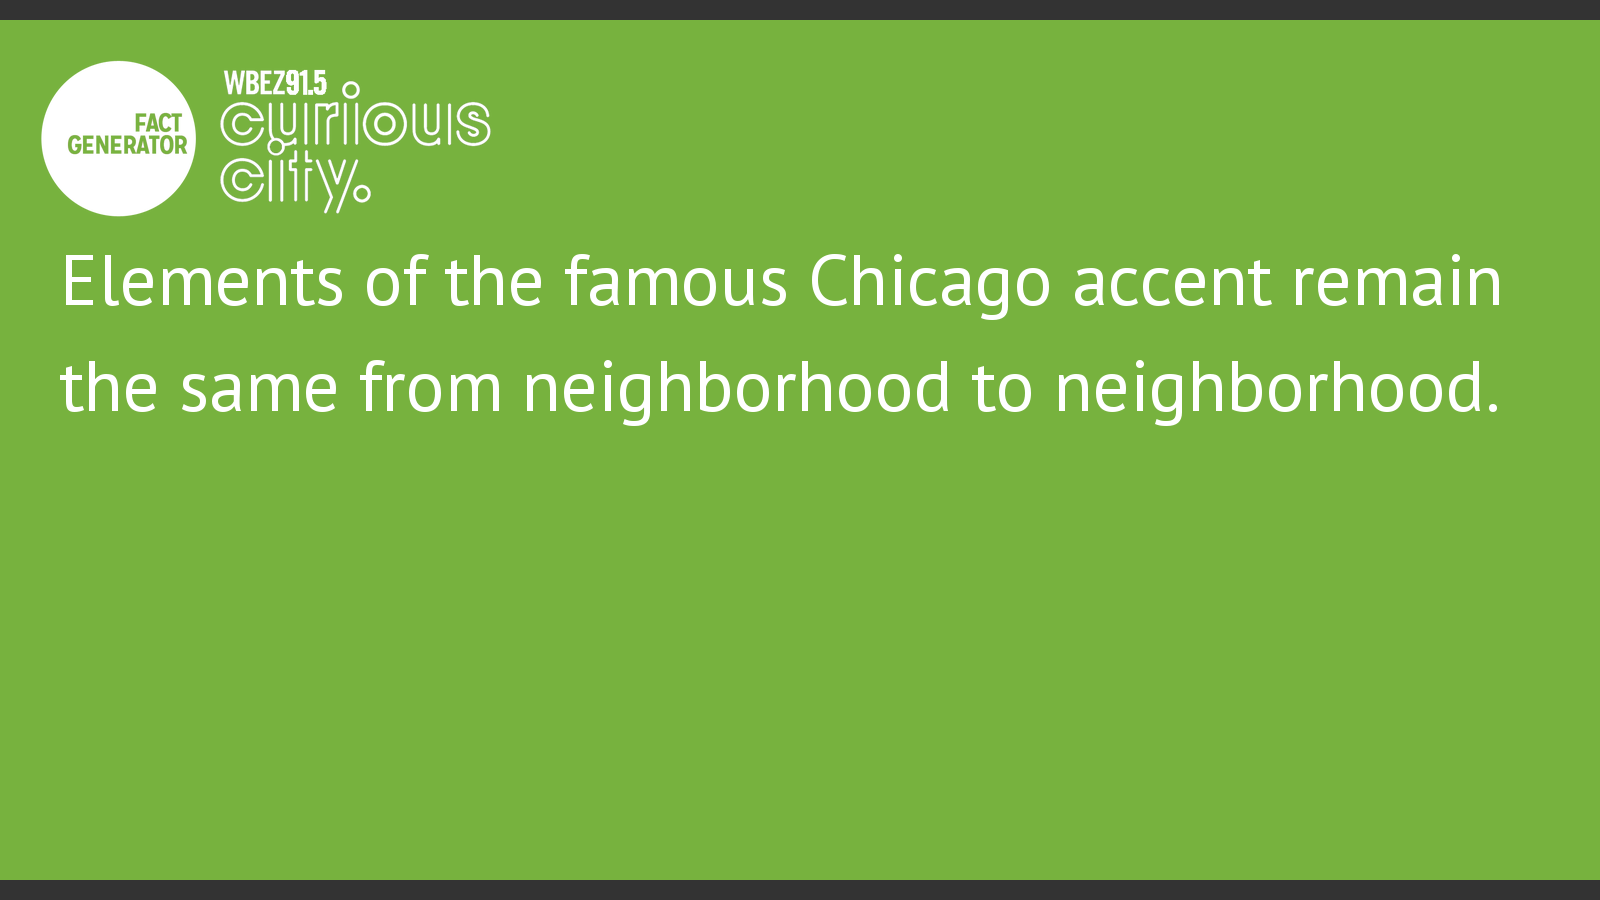 FACT
GENERATOR
WBEZ91.5
curious
city.
Elements of the famous Chicago accent remain
the same from neighborhood to neighborhood.